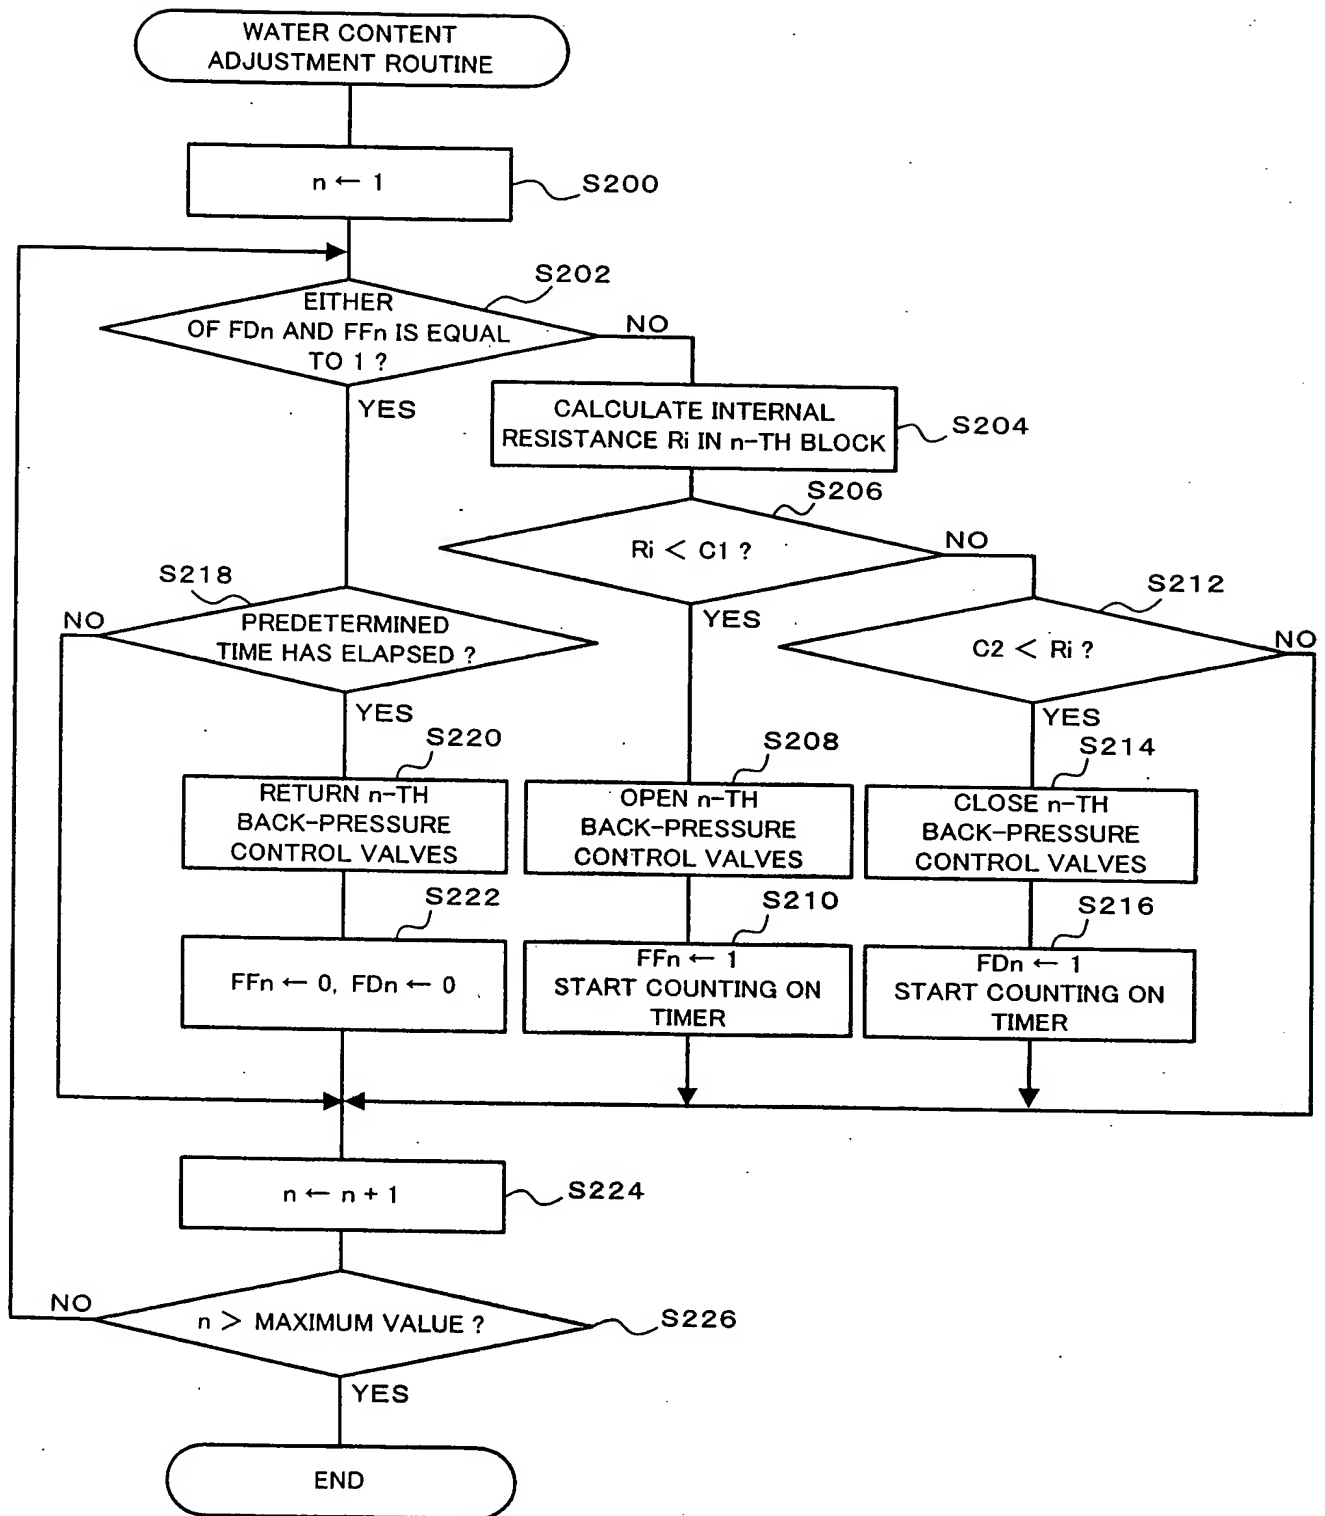 WATER CONTENT
ADJUSTMENT ROUTINE
n ← 1
S200
S202
EITHER
OF FDn AND FFn IS EQUAL
TO 1 ?
NO
YES
CALCULATE INTERNAL
RESISTANCE Ri IN n-TH BLOCK
S204
S206
Ri < C1 ?
NO
YES
S212
C2 < Ri ?
NO
YES
S218
NO
PREDETERMINED
TIME HAS ELAPSED ?
YES
S220
RETURN n-TH
BACK-PRESSURE
CONTROL VALVES
S208
OPEN n-TH
BACK-PRESSURE
CONTROL VALVES
S214
CLOSE n-TH
BACK-PRESSURE
CONTROL VALVES
S222
FFn ← 0, FDn ← 0
S210
FFn ← 1
START COUNTING ON
TIMER
S216
FDn ← 1
START COUNTING ON
TIMER
n ← n + 1
S224
NO
n > MAXIMUM VALUE ?
S226
YES
END